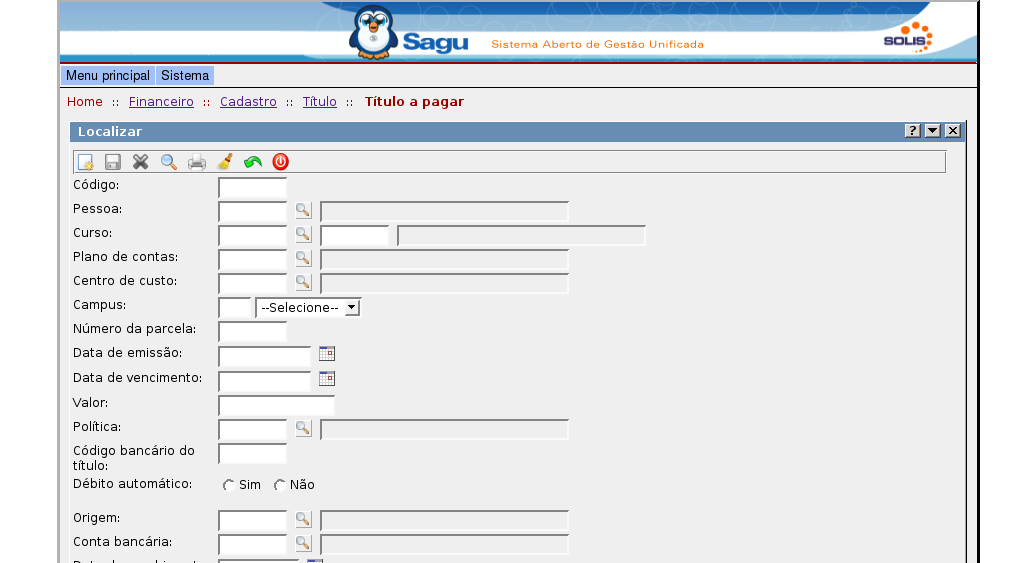 Sagu
Sistema Aberto de Gestão Unificada
SOLIS
Menu principal Sistema
Home :: Financeiro :: Cadastro :: Título :: Título a pagar
Localizar
Código:
Pessoa:
Curso:
Plano de contas:
Centro de custo:
Campus: --Selecione--
Número da parcela:
Data de emissão:
Data de vencimento:
Valor:
Política:
Código bancário do
título:
Débito automático: Sim Não
Origem:
Conta bancária: